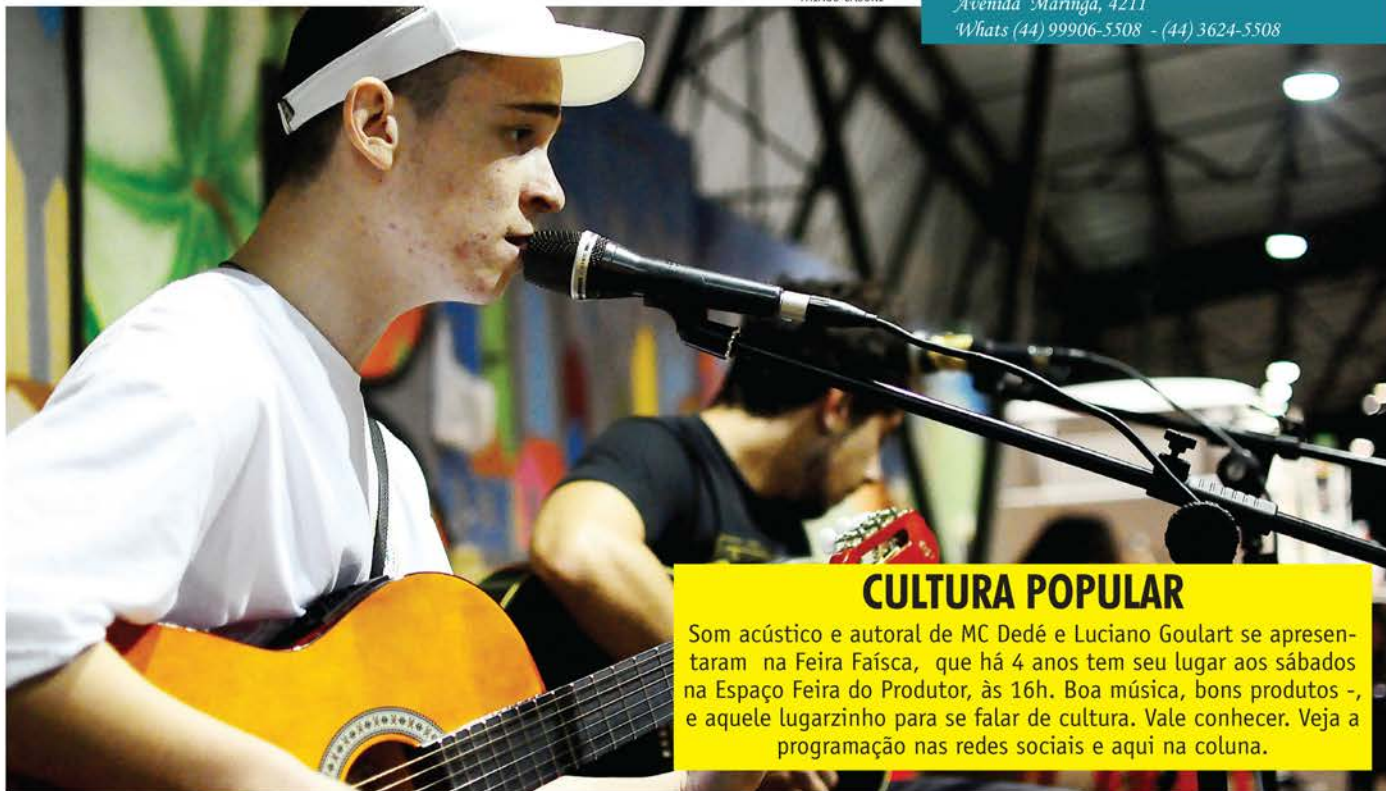 Avenida Maringá, 4211
Whats (44) 99906-5508 - (44) 3624-5508
CULTURA POPULAR
Som acústico e autoral de MC Dedé e Luciano Goulart se apresen-
taram na Feira Faísca, que há 4 anos tem seu lugar aos sábados
na Espaço Feira do Produtor, às 16h. Boa música, bons produtos -,
e aquele lugarzinho para se falar de cultura. Vale conhecer. Veja a
programação nas redes sociais e aqui na coluna.